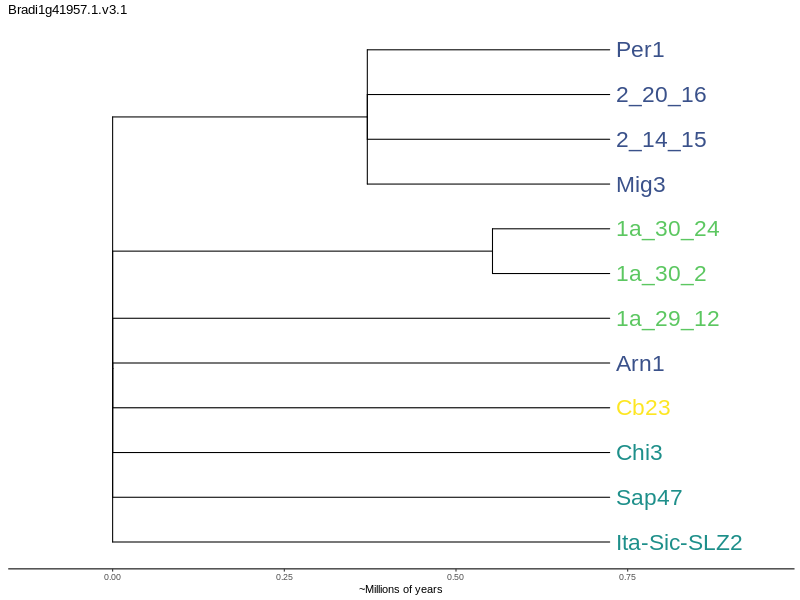 Bradi1g41957.1.v3.1
Per1
2_20_16
2_14_15
Mig3
1a_30_24
1a_30_2
1a_29_12
Arn1
Cb23
Chi3
Sap47
Ita-Sic-SLZ2
0.00 0.25 0.50 0.75
~Millions of years